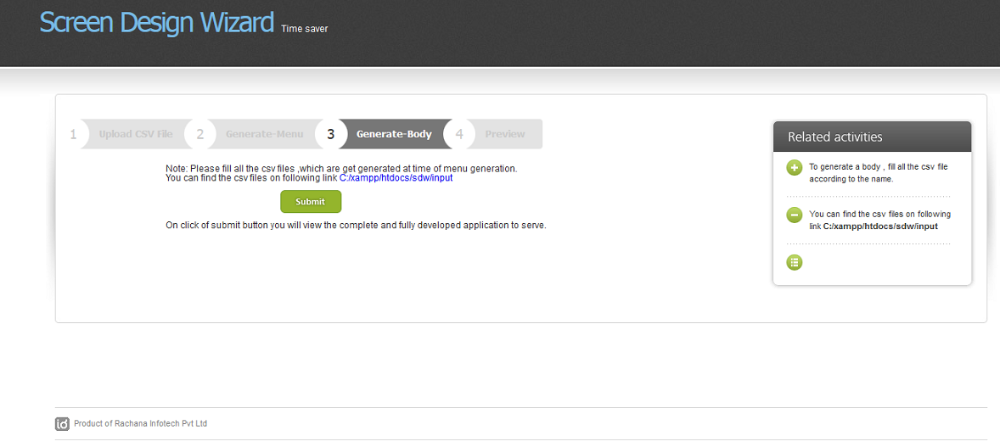 Screen Design Wizard Time saver
1 Upload CSV File 2 Generate-Menu 3 Generate-Body 4 Preview
Note: Please fill all the csv files ,which are get generated at time of menu generation.
You can find the csv files on following link C:/xampp/htdocs/sdw/input
Submit
On click of submit button you will view the complete and fully developed application to serve.
Related activities
To generate a body , fill all the csv file
according to the name.
You can find the csv files on following
link C:/xampp/htdocs/sdw/input
id Product of Rachana Infotech Pvt Ltd